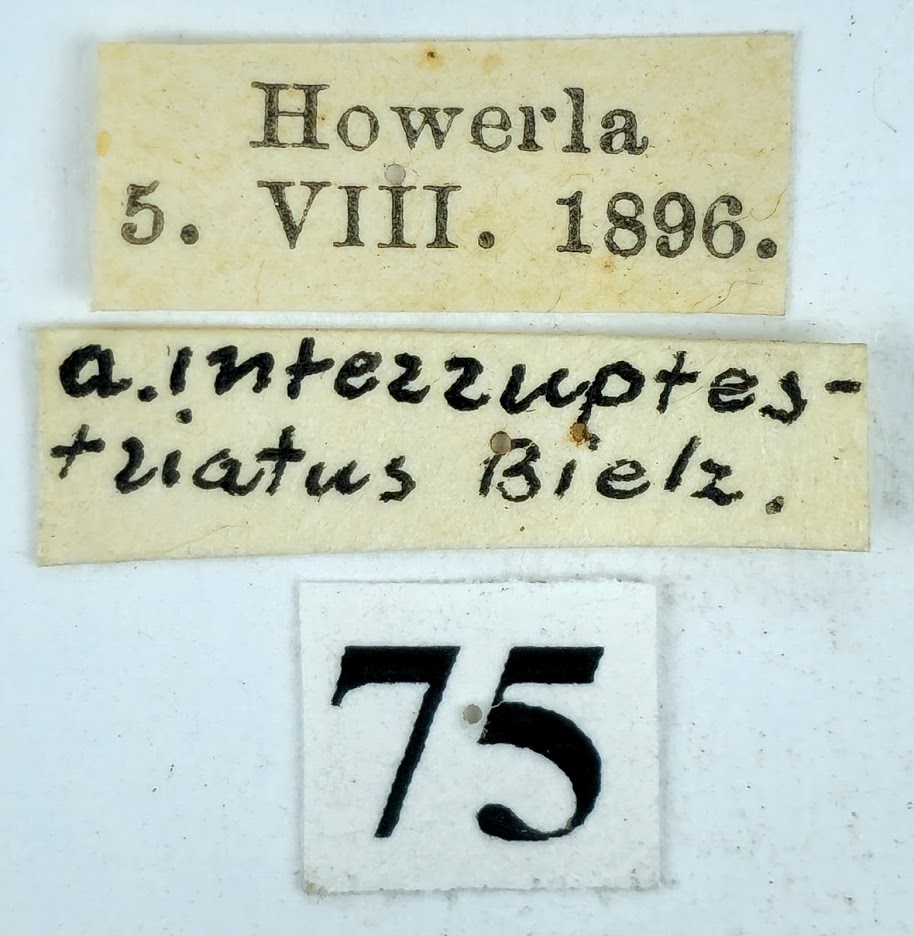 Howerla
5. VIII. 1896.
a. interruptes-
triatus Bielz.
75